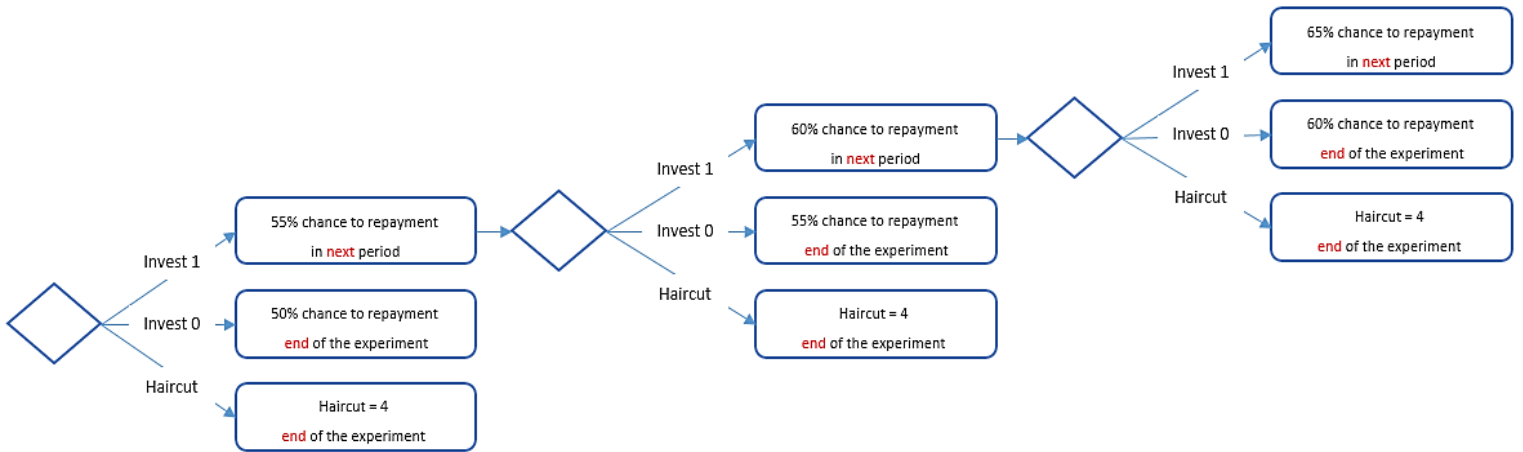 Invest 1
55% chance to repayment
in next period
Invest 0
50% chance to repayment
end of the experiment
Haircut
Haircut = 4
end of the experiment
Invest 1
60% chance to repayment
in next period
Invest 0
55% chance to repayment
end of the experiment
Haircut
Haircut = 4
end of the experiment
Invest 1
65% chance to repayment
in next period
Invest 0
60% chance to repayment
end of the experiment
Haircut
Haircut = 4
end of the experiment